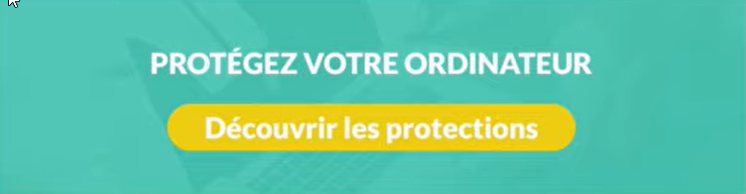 PROTÉGEZ VOTRE ORDINATEUR
Découvrir les protections